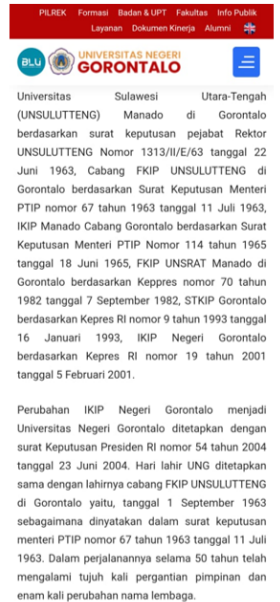 PILREK Formasi Badan & UPT Fakultas Info Publik
Layanan Dokumen Kinerja Alumni
BLU UNIVERSITAS NEGERI
GORONTALO
Universitas Sulawesi Utara-Tengah
(UNSULUTTENG) Manado di Gorontalo
berdasarkan surat keputusan pejabat Rektor
UNSULUTTENG Nomor 1313/II/E/63 tanggal 22
Juni 1963, Cabang FKIP UNSULUTTENG di
Gorontalo berdasarkan Surat Keputusan Menteri
PTIP nomor 67 tahun 1963 tanggal 11 Juli 1963,
IKIP Manado Cabang Gorontalo berdasarkan Surat
Keputusan Menteri PTIP Nomor 114 tahun 1965
tanggal 18 Juni 1965, FKIP UNSRAT Manado di
Gorontalo berdasarkan Keppres nomor 70 tahun
1982 tanggal 7 September 1982, STKIP Gorontalo
berdasarkan Kepres RI nomor 9 tahun 1993 tanggal
16 Januari 1993, IKIP Negeri Gorontalo
berdasarkan Kepres RI nomor 19 tahun 2001
tanggal 5 Februari 2001.
Perubahan IKIP Negeri Gorontalo menjadi
Universitas Negeri Gorontalo ditetapkan dengan
surat Keputusan Presiden RI nomor 54 tahun 2004
tanggal 23 Juni 2004. Hari lahir UNG ditetapkan
sama dengan lahirnya cabang FKIP UNSULUTTENG
di Gorontalo yaitu, tanggal 1 September 1963
sebagaimana dinyatakan dalam surat keputusan
menteri PTIP nomor 67 tahun 1963 tanggal 11 Juli
1963. Dalam perjalanannya selama 50 tahun telah
mengalami tujuh kali pergantian pimpinan dan
enam kali perubahan nama lembaga.